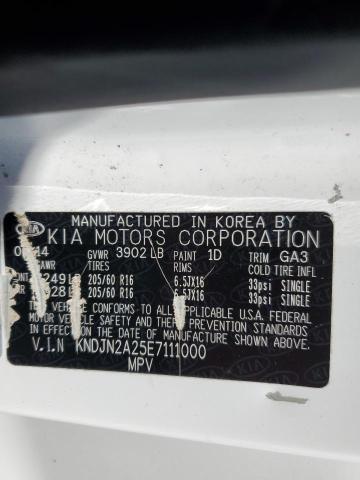 MANUFACTURED IN KOREA BY
KIA KIA MOTORS CORPORATION
GVWR 3902 LB PAINT 1D TRIM GA3
GAWR TIRES RIMS COLD TIRE INFL
205/60 R16 6.5JX16 33psi SINGLE
205/60 R16 6.5JX16 33psi SINGLE
THIS VEHICLE CONFORMS TO ALL APPLICABLE U.S.A. FEDERAL
MOTOR VEHICLE SAFETY AND THEFT PREVENTION STANDARDS
IN EFFECT ON THE DATE OF MANUFACTURE SHOWN ABOVE.
V.I.N KNDJN2A25E7111000
MPV